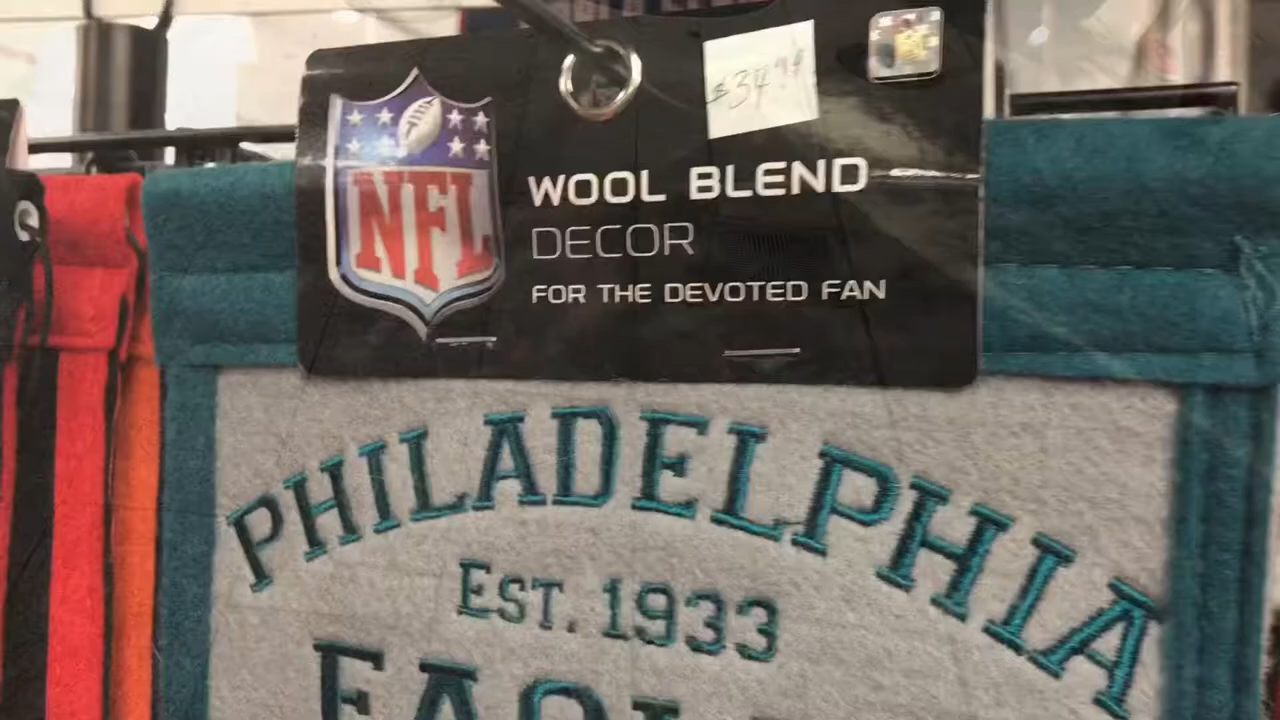 $34.99
NFL
WOOL BLEND
DECOR
FOR THE DEVOTED FAN
PHILADELPHIA
EST. 1933